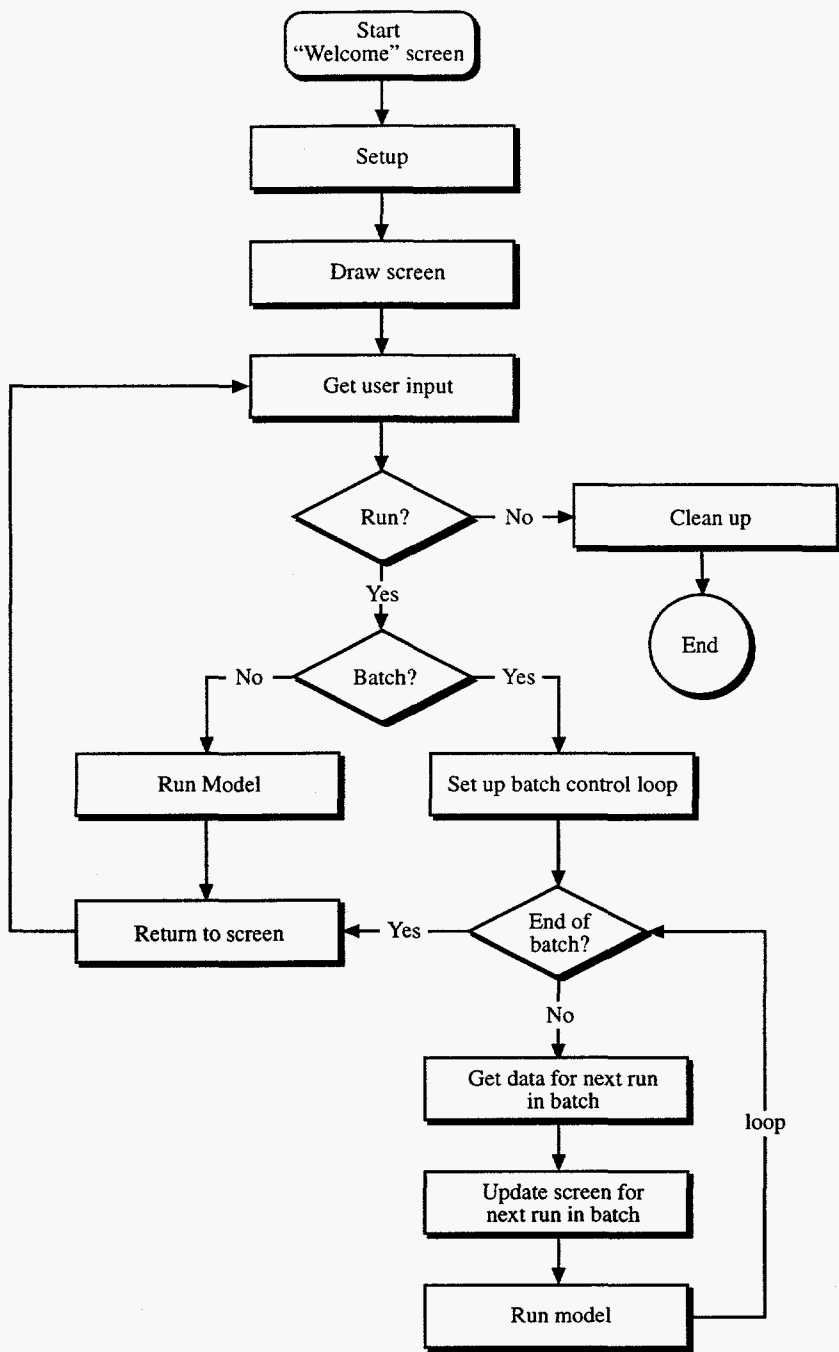 Start
“Welcome” screen
Setup
Draw screen
Get user input
Run?
No
Clean up
Yes
End
No
Batch?
Yes
Run Model
Set up batch control loop
Return to screen
Yes
End of
batch?
No
Get data for next run
in batch
loop
Update screen for
next run in batch
Run model